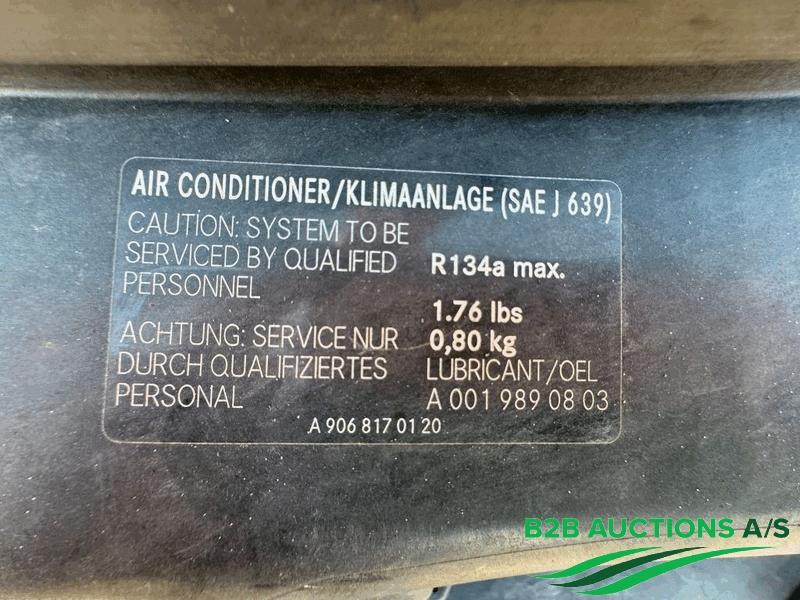 AIR CONDITIONER/KLIMAANLAGE (SAE J 639)
CAUTION: SYSTEM TO BE
SERVICED BY QUALIFIED
PERSONNEL
R134a max.
1.76 lbs
0,80 kg
ACHTUNG: SERVICE NUR
DURCH QUALIFIZIERTES
PERSONAL
LUBRICANT/OEL
A 001 989 08 03
A 906 817 01 20
B2B AUCTIONS A/S